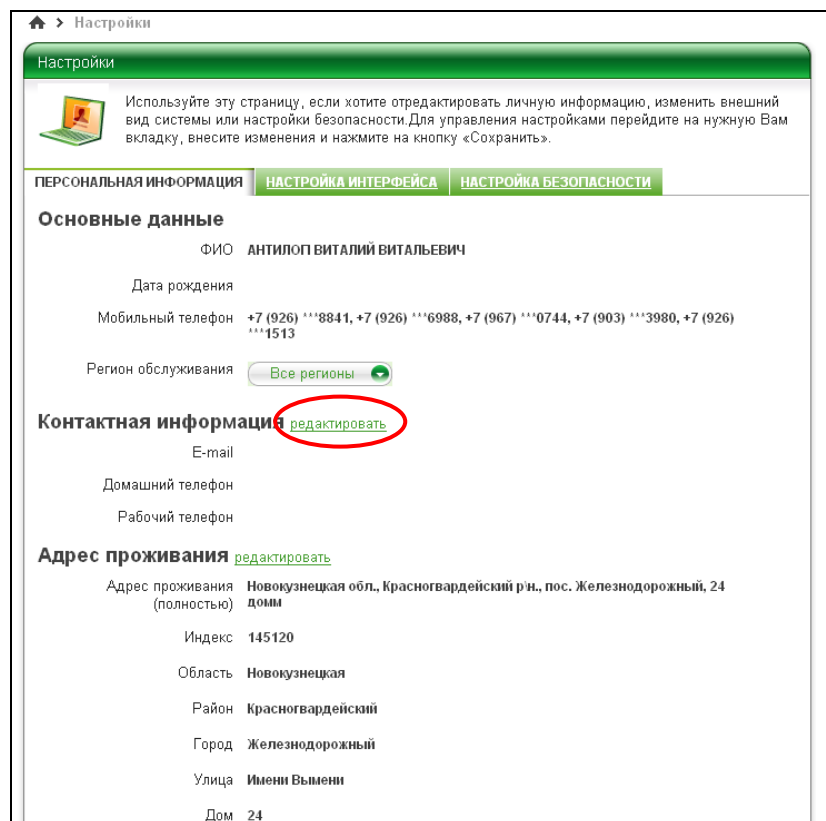 > Настройки
Настройки
Используйте эту страницу, если хотите отредактировать личную информацию, изменить внешний
вид системы или настройки безопасности.Для управления настройками перейдите на нужную Вам
вкладку, внесите изменения и нажмите на кнопку «Сохранить».
ПЕРСОНАЛЬНАЯ ИНФОРМАЦИЯ НАСТРОЙКА ИНТЕРФЕЙСА НАСТРОЙКА БЕЗОПАСНОСТИ
Основные данные
ФИО АНТИЛОП ВИТАЛИЙ ВИТАЛЬЕВИЧ
Дата рождения
Мобильный телефон +7 (926) ***8841, +7 (926) ***6988, +7 (967) ***0744, +7 (903) ***3980, +7 (926)
***1513
Регион обслуживания Все регионы
Контактная информация редактировать
E-mail
Домашний телефон
Рабочий телефон
Адрес проживания редактировать
Адрес проживания Новокузнецкая обл., Красногвардейский р\н., пос. Железнодорожный, 24
(полностью) домм
Индекс 145120
Область Новокузнецкая
Район Красногвардейский
Город Железнодорожный
Улица Имени Вымени
Дом 24